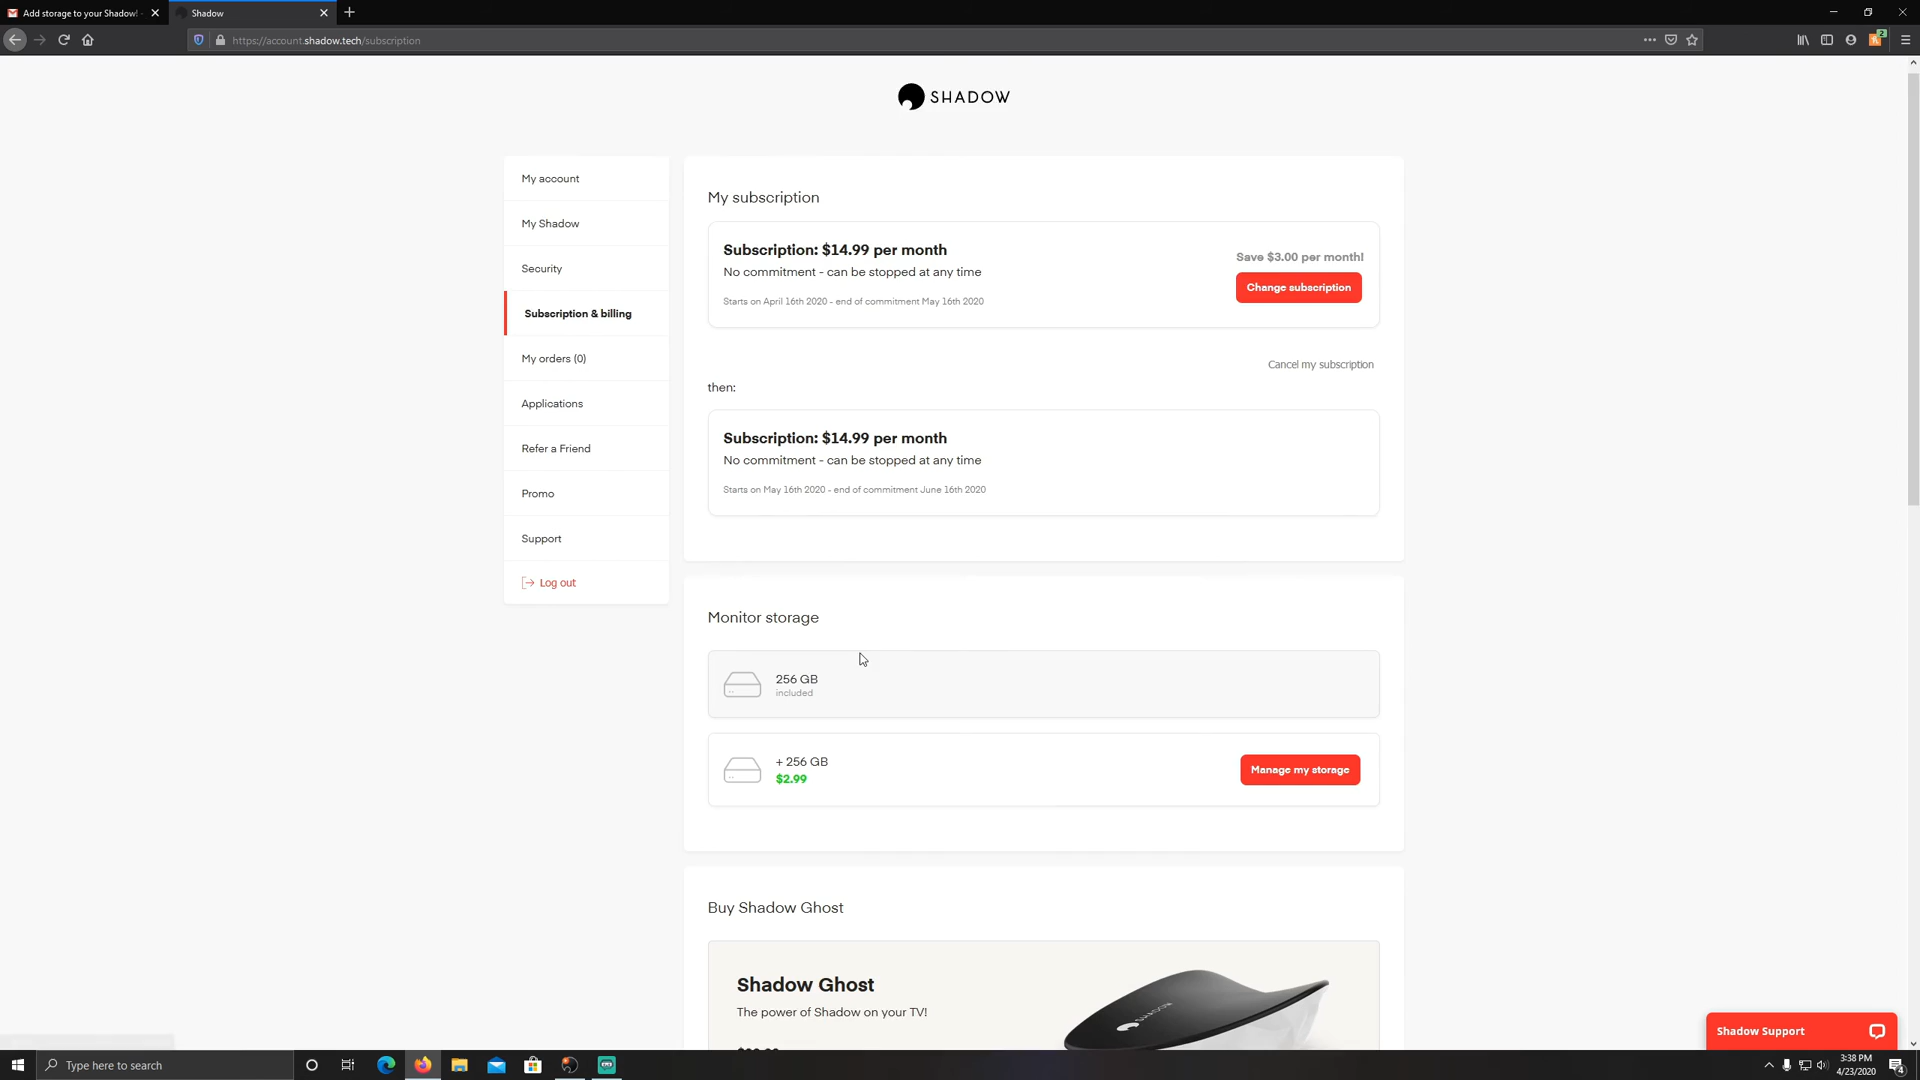 Add storage to your Shadow!
Shadow
https://account.shadow.tech/subscription
2
SHADOW
My account
My Shadow
Security
Subscription & billing
My orders (0)
Applications
Refer a Friend
Promo
Support
Log out
My subscription
Subscription: $14.99 per month
No commitment - can be stopped at any time
Starts on April 16th 2020 - end of commitment May 16th 2020
Save $3.00 per month!
Change subscription
Cancel my subscription
then:
Subscription: $14.99 per month
No commitment - can be stopped at any time
Starts on May 16th 2020 - end of commitment June 16th 2020
Monitor storage
256 GB
included
+ 256 GB
$2.99
Manage my storage
Buy Shadow Ghost
Shadow Ghost
The power of Shadow on your TV!
SHADOW
Shadow Support
Type here to search
3:38 PM
4/23/2020
4